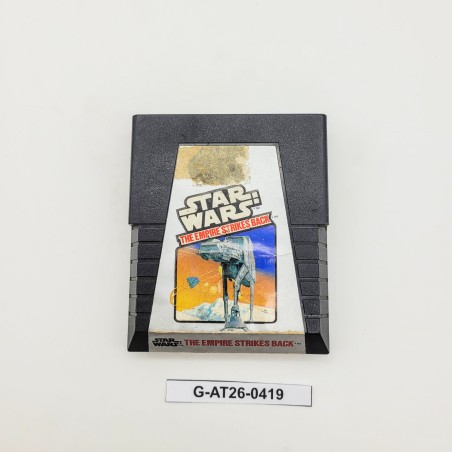 STAR
WARS
THE EMPIRE STRIKES BACK
STAR WARS THE EMPIRE STRIKES BACK
G-AT26-0419